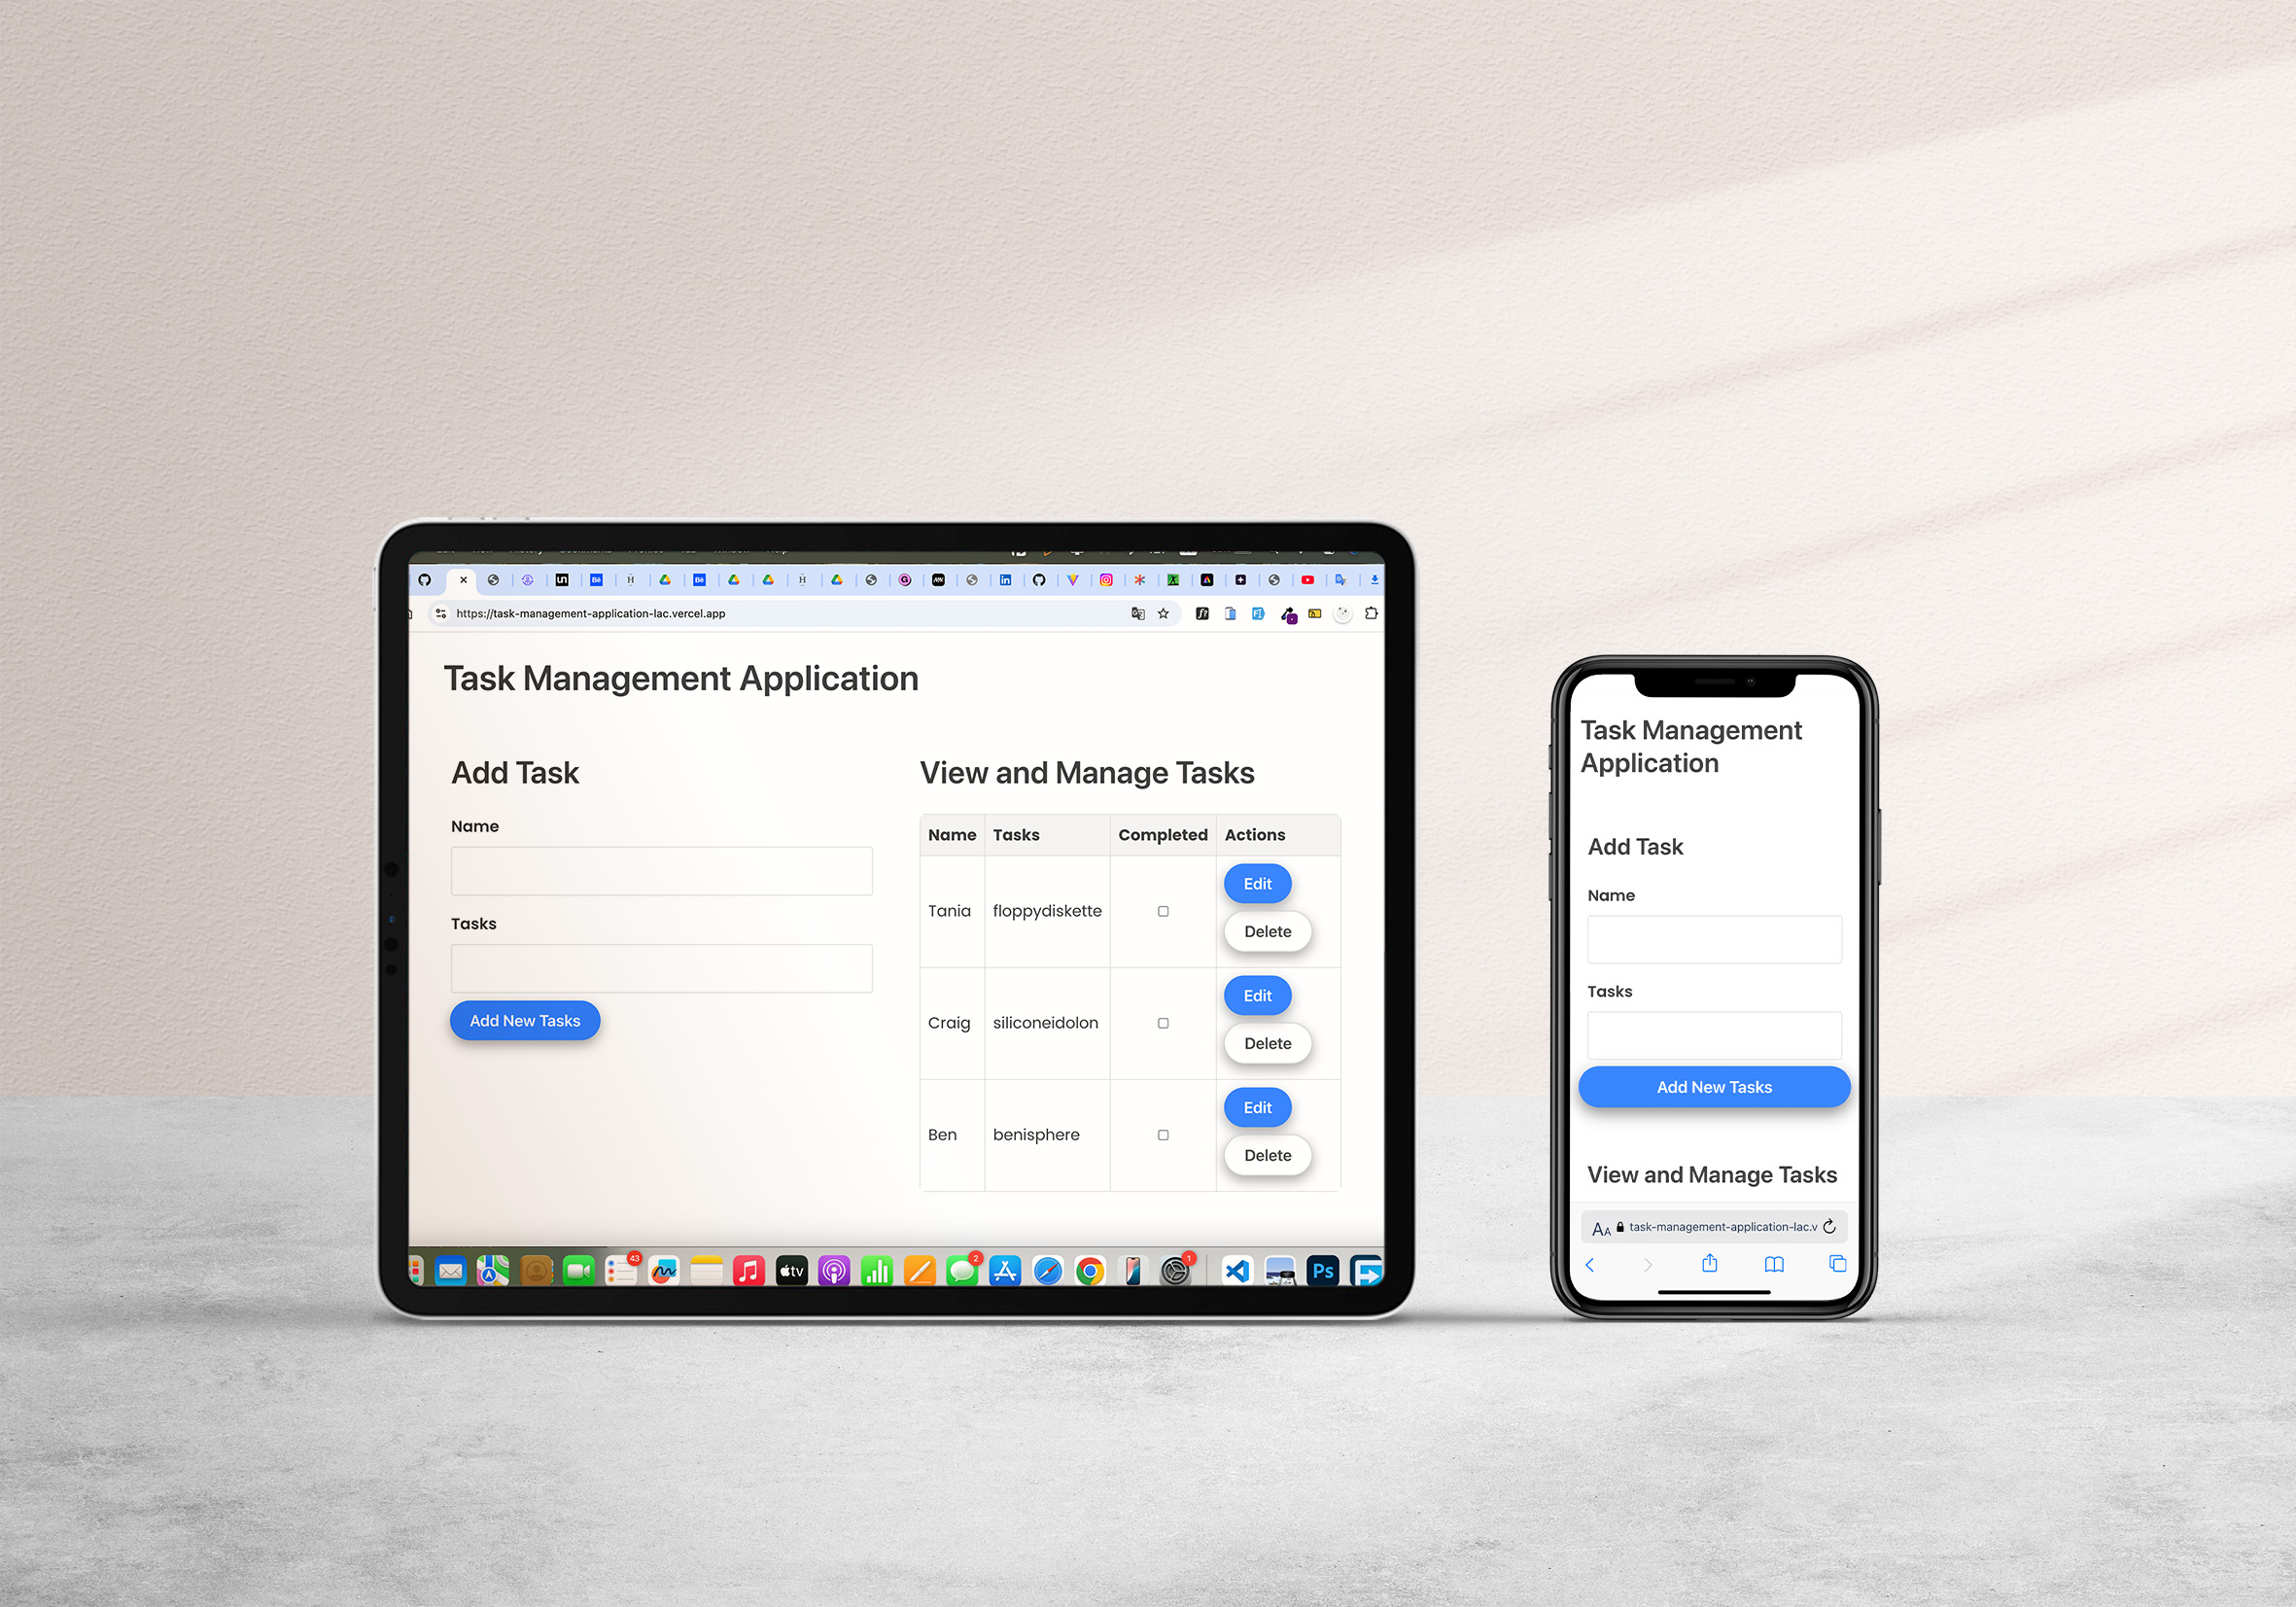 https://task-management-application-lac.vercel.app
Task Management Application
Add Task
Name
Tasks
Add New Tasks
View and Manage Tasks
Name Tasks Completed Actions
Tania floppydiskette Edit
Delete
Craig siliconeidolon Edit
Delete
Ben benisphere Edit
Delete
43
2
1
tv
Ps
Task Management
Application
Add Task
Name
Tasks
Add New Tasks
View and Manage Tasks
AA task-management-application-lac.v